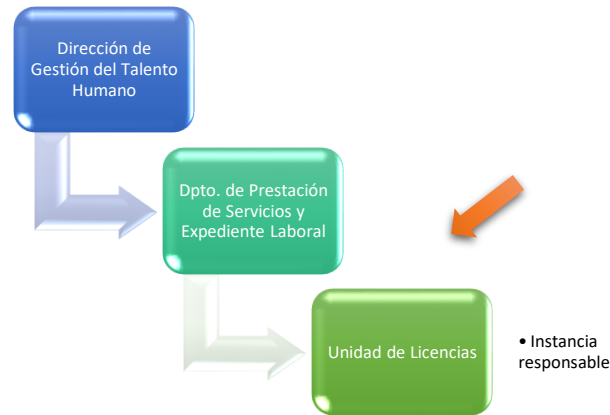 Dirección de
Gestión del Talento
Humano
Dpto. de Prestación
de Servicios y
Expediente Laboral
Unidad de Licencias
• Instancia
responsable